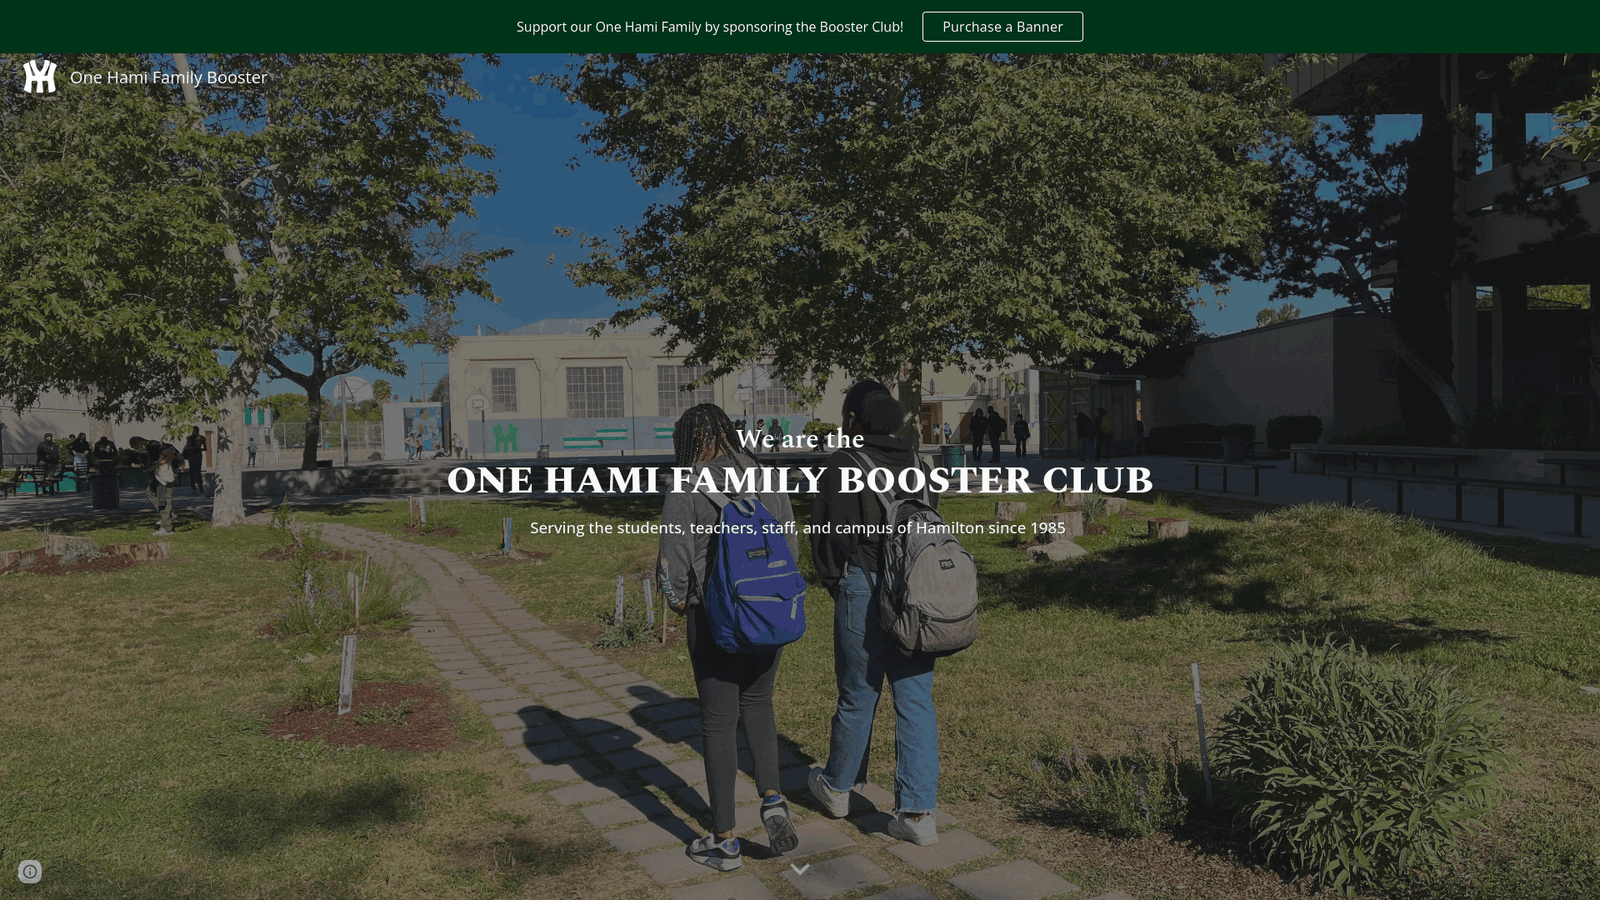 Support our One Hami Family by sponsoring the Booster Club!
Purchase a Banner
One Hami Family Booster
We are the
ONE HAMI FAMILY BOOSTER CLUB
Serving the students, teachers, staff, and campus of Hamilton since 1985